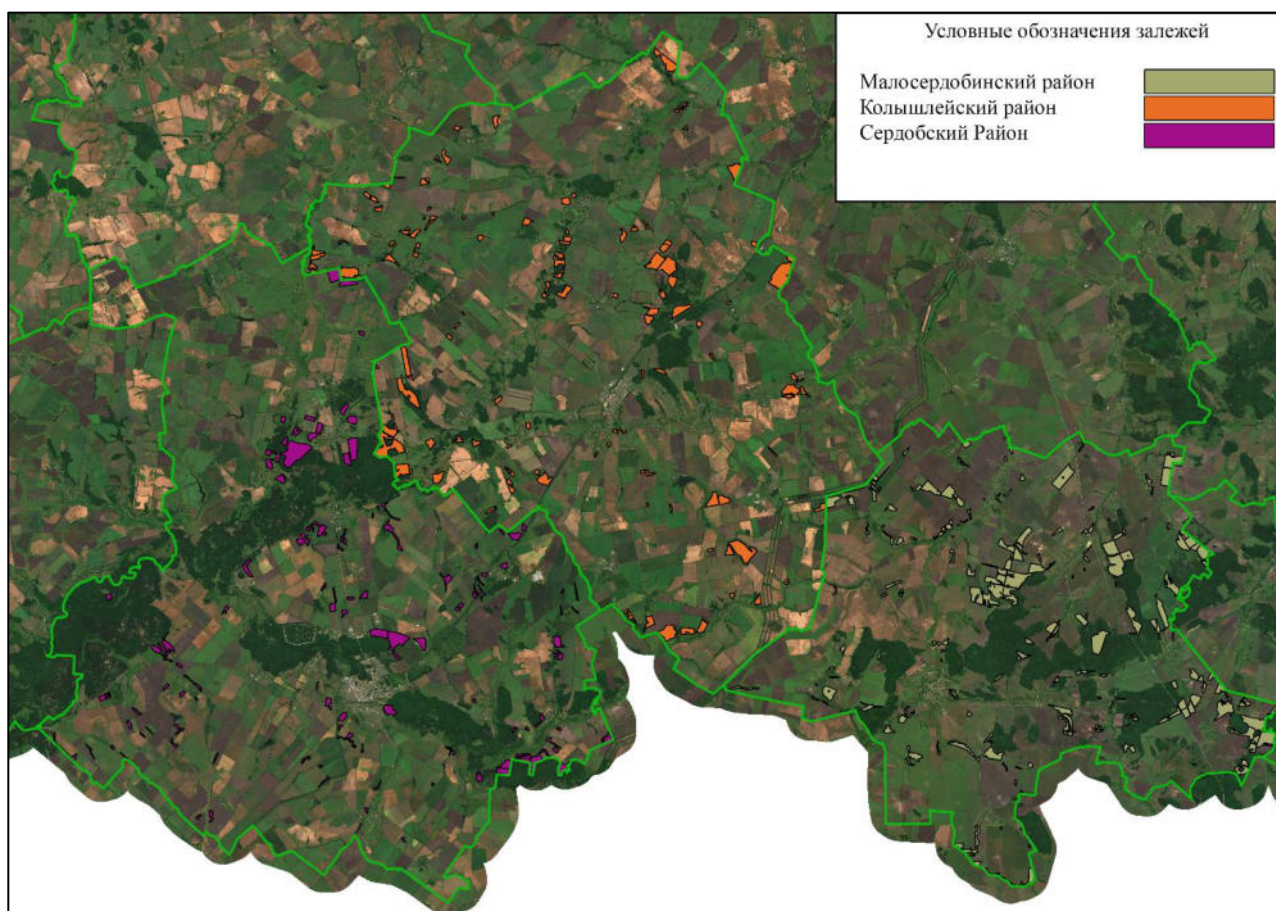 Условные обозначения залежей
Малосердобинский район
Колышлейский район
Сердобский Район